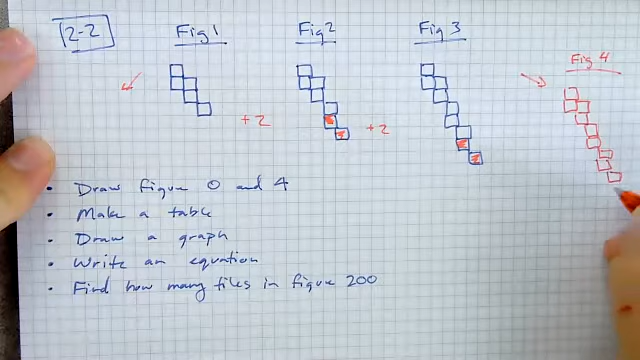 2-2
Fig 1
Fig 2
Fig 3
Fig 4
+2
+2
• Draw figure 0 and 4
• Make a table
• Draw a graph
• Write an equation
• Find how many tiles in figure 200